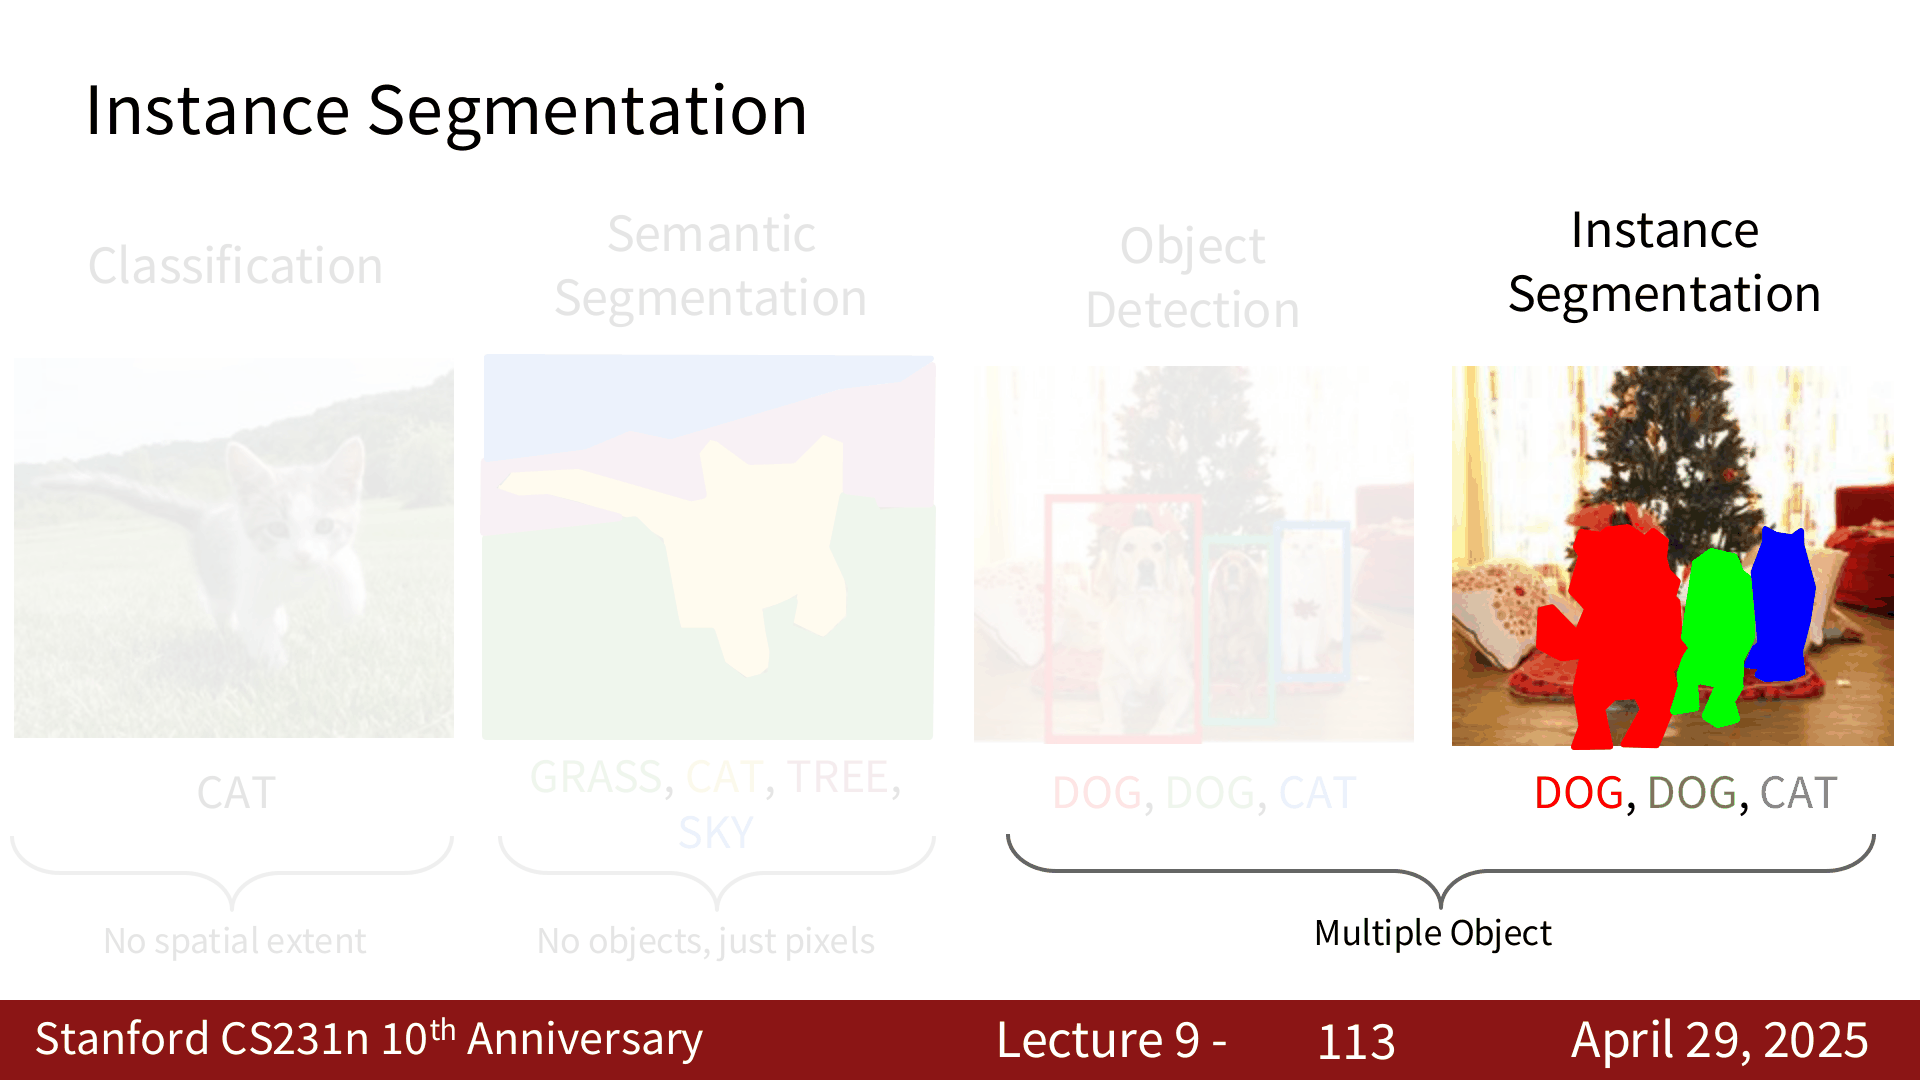 Instance Segmentation
Classification
Semantic
Segmentation
Object
Detection
Instance
Segmentation
CAT
GRASS, CAT, TREE,
SKY
DOG, DOG, CAT
DOG, DOG, CAT
No spatial extent
No objects, just pixels
Multiple Object
Stanford CS231n 10th Anniversary
Lecture 9 -
113
April 29, 2025